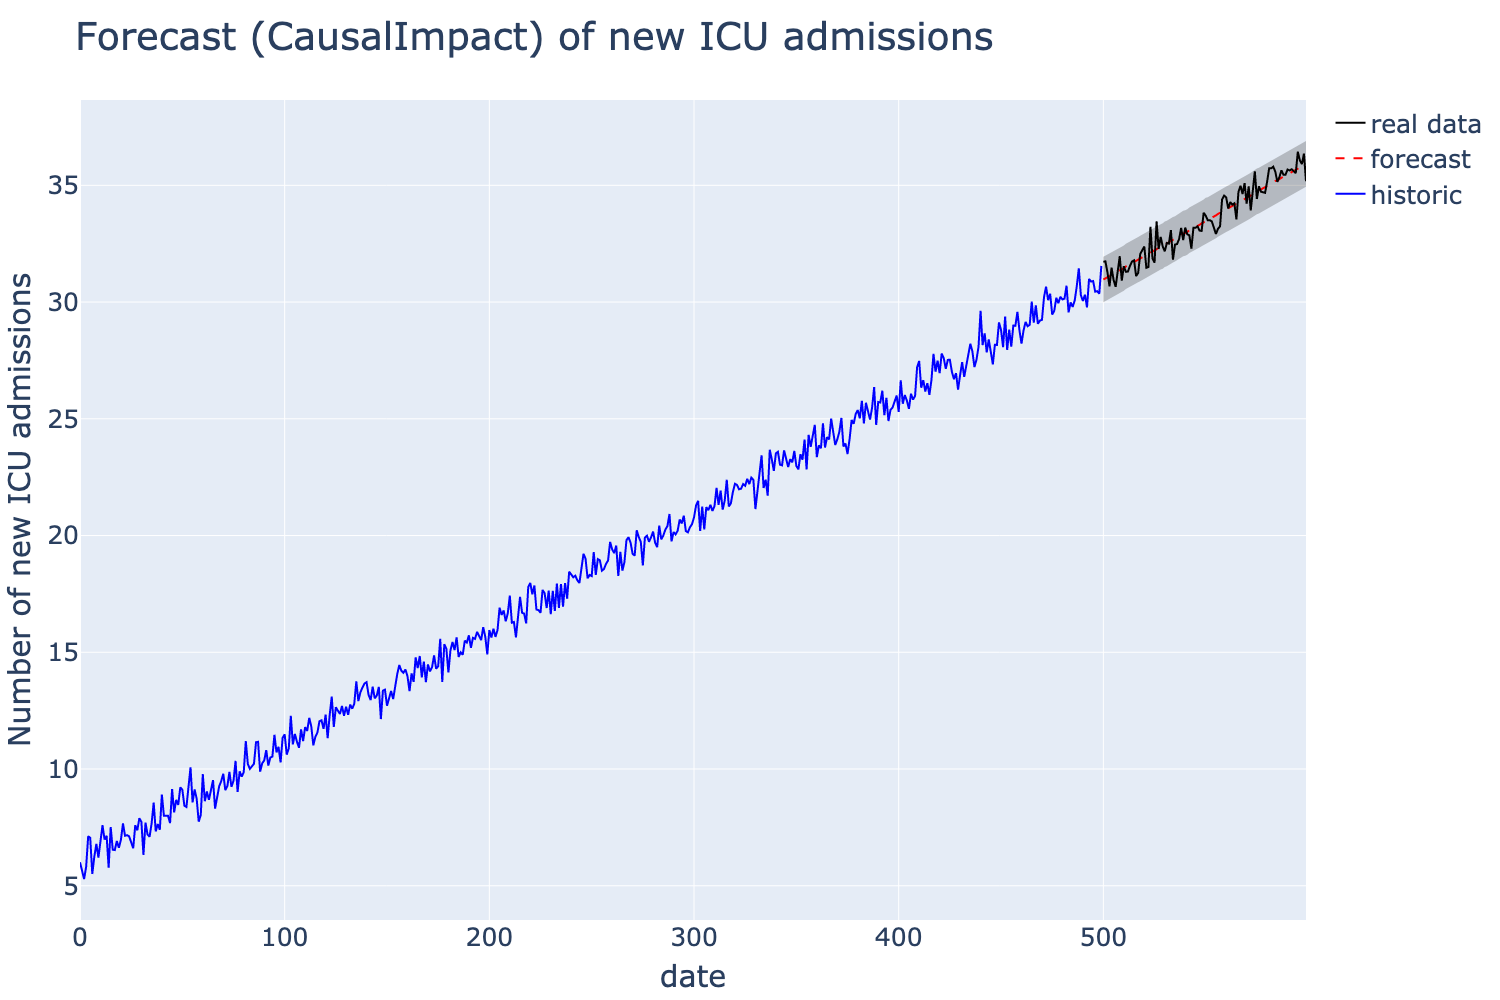 Forecast (CausalImpact) of new ICU admissions
real data
forecast
historic
Number of new ICU admissions
35
30
25
20
15
10
5
0 100 200 300 400 500
date